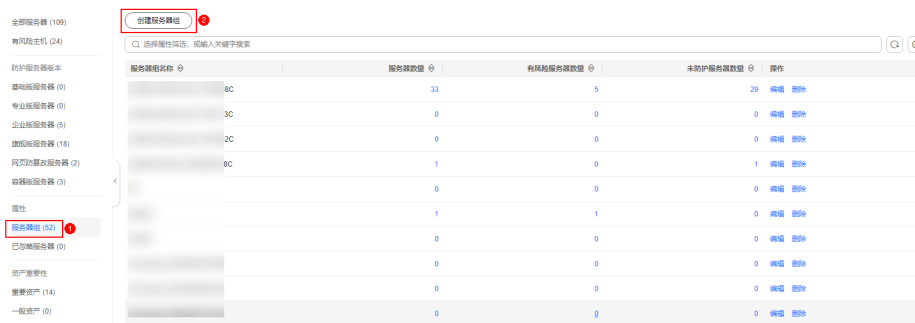 全部服务器 (109)
有风险主机 (24)
防护服务器版本
基础版服务器 (0)
专业版服务器 (0)
企业版服务器 (5)
旗舰版服务器 (18)
网页防篡改服务器 (2)
容器版服务器 (3)
属性
服务器组 (52) 1
已忽略服务器 (0)
资产重要性
重要资产 (14)
一般资产 (0)
创建服务器组 2
选择属性筛选，或输入关键字搜索
服务器组名称 服务器数量 有风险服务器数量 未防护服务器数量 操作
8C 33 5 29 编辑 删除
3C 0 0 0 编辑 删除
2C 0 0 0 编辑 删除
8C 1 0 1 编辑 删除
0 0 0 编辑 删除
1 1 0 编辑 删除
0 0 0 编辑 删除
0 0 0 编辑 删除
0 0 0 编辑 删除
0 0 0 编辑 删除